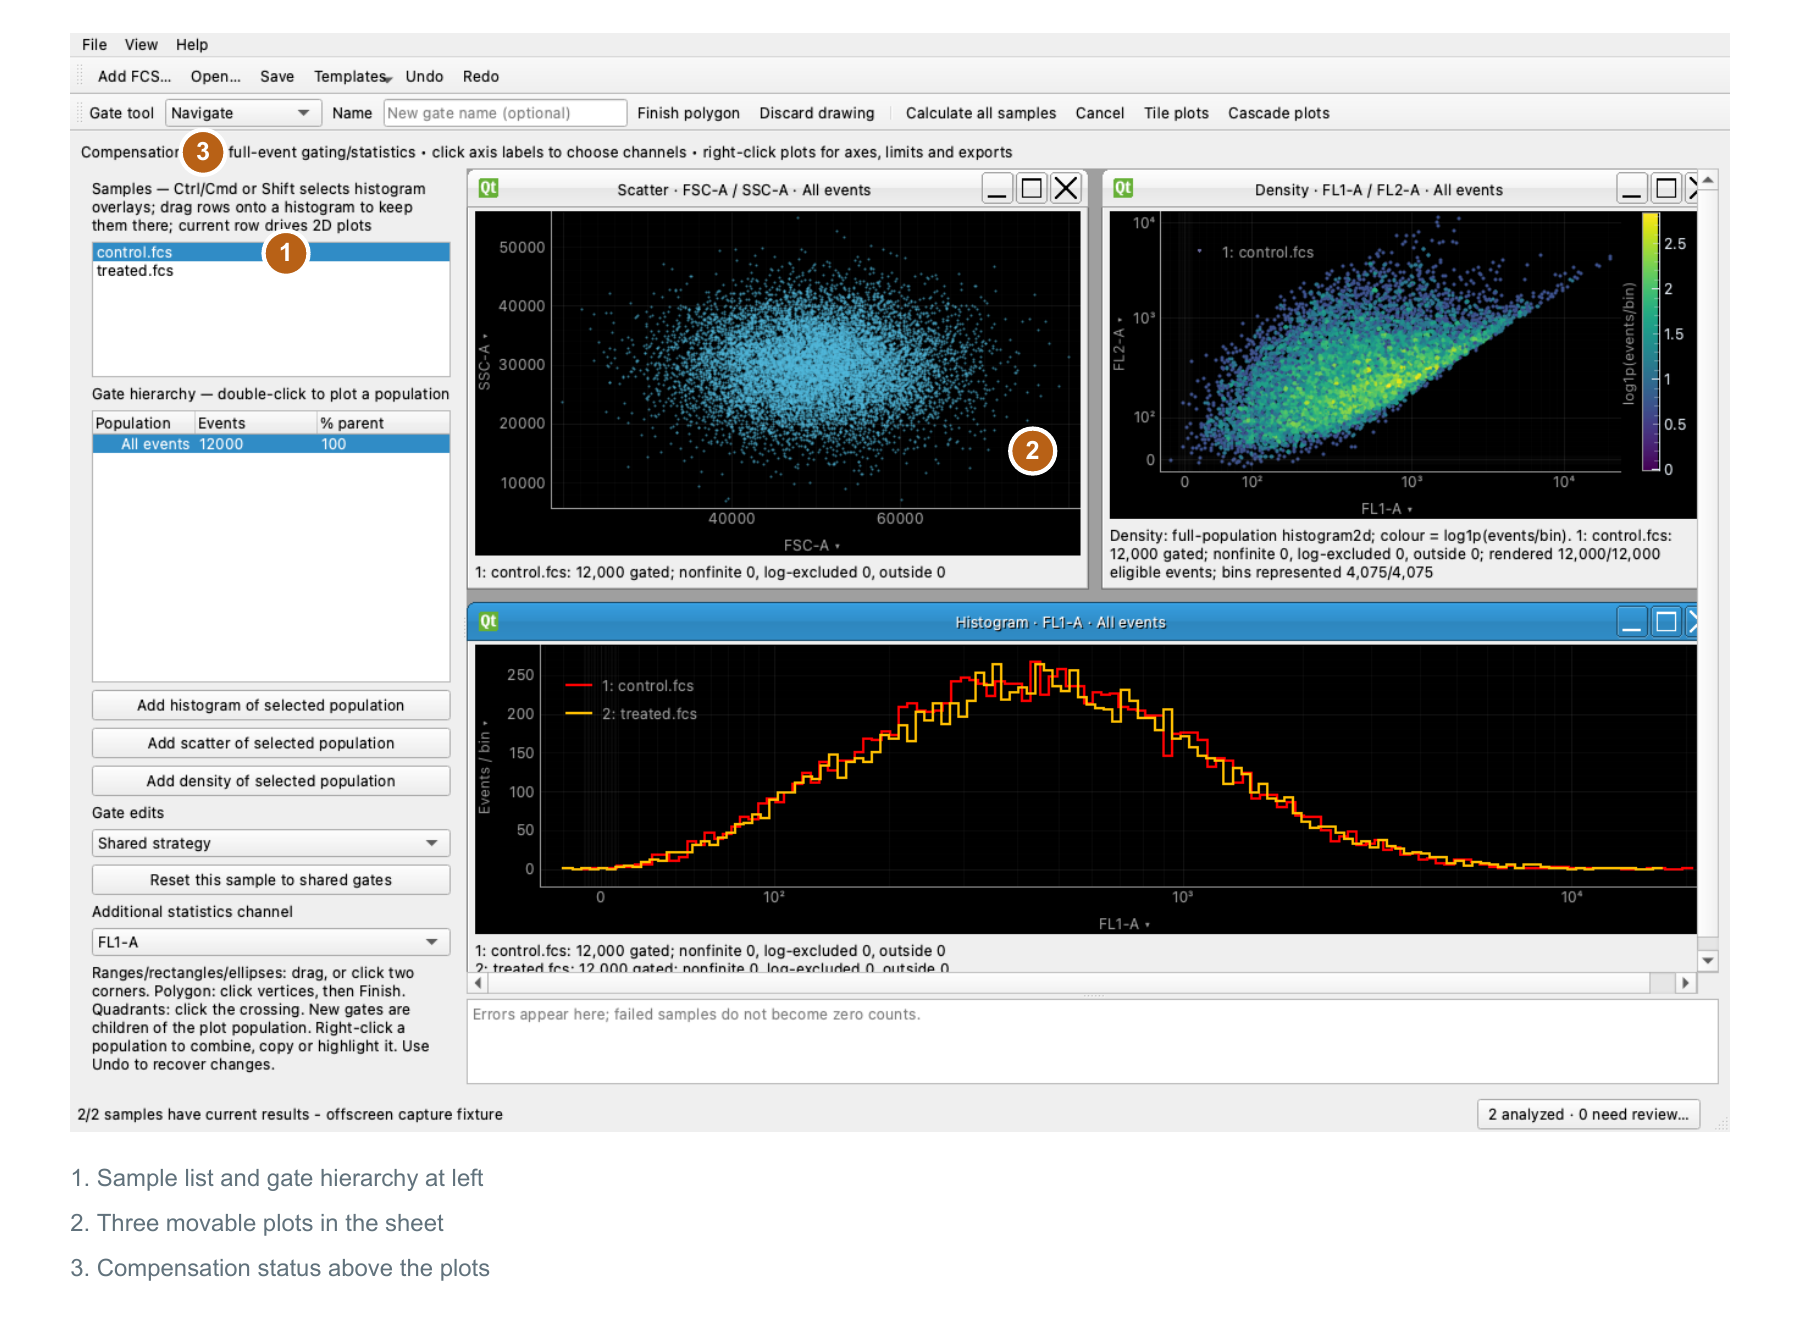 File View Help
Add FCS... Open... Save Templates Undo Redo
Gate tool Navigate Name New gate name (optional) Finish polygon Discard drawing Calculate all samples Cancel Tile plots Cascade plots
Compensation 3 full-event gating/statistics • click axis labels to choose channels • right-click plots for axes, limits and exports
Samples — Ctrl/Cmd or Shift selects histogram
overlays; drag rows onto a histogram to keep
them there; current row drives 2D plots
control.fcs
1
treated.fcs
Gate hierarchy — double-click to plot a population
Population Events % parent
All events 12000 100
Add histogram of selected population
Add scatter of selected population
Add density of selected population
Gate edits
Shared strategy
Reset this sample to shared gates
Additional statistics channel
FL1-A
Ranges/rectangles/ellipses: drag, or click two
corners. Polygon: click vertices, then Finish.
Quadrants: click the crossing. New gates are
children of the plot population. Right-click a
population to combine, copy or highlight it. Use
Undo to recover changes.
Qt Scatter · FSC-A / SSC-A · All events
50000
40000
30000
20000
10000
SSC-A
2
40000 60000
FSC-A
1: control.fcs: 12,000 gated; nonfinite 0, log-excluded 0, outside 0
Qt Density · FL1-A / FL2-A · All events
10⁴
10³
10²
0
FL2-A
1: control.fcs
0 10² 10³ 10⁴
FL1-A
2.5
2
1.5
1
0.5
0
log1p(events/bin)
Density: full-population histogram2d; colour = log1p(events/bin). 1: control.fcs:
12,000 gated; nonfinite 0, log-excluded 0, outside 0; rendered 12,000/12,000
eligible events; bins represented 4,075/4,075
Qt Histogram · FL1-A · All events
250
200
150
100
50
0
Events / bin
1: control.fcs
2: treated.fcs
0 10² 10³ 10⁴
FL1-A
1: control.fcs: 12,000 gated; nonfinite 0, log-excluded 0, outside 0
2: treated.fcs: 12,000 gated; nonfinite 0, log-excluded 0, outside 0
Errors appear here; failed samples do not become zero counts.
2/2 samples have current results - offscreen capture fixture
2 analyzed · 0 need review...
1. Sample list and gate hierarchy at left
2. Three movable plots in the sheet
3. Compensation status above the plots